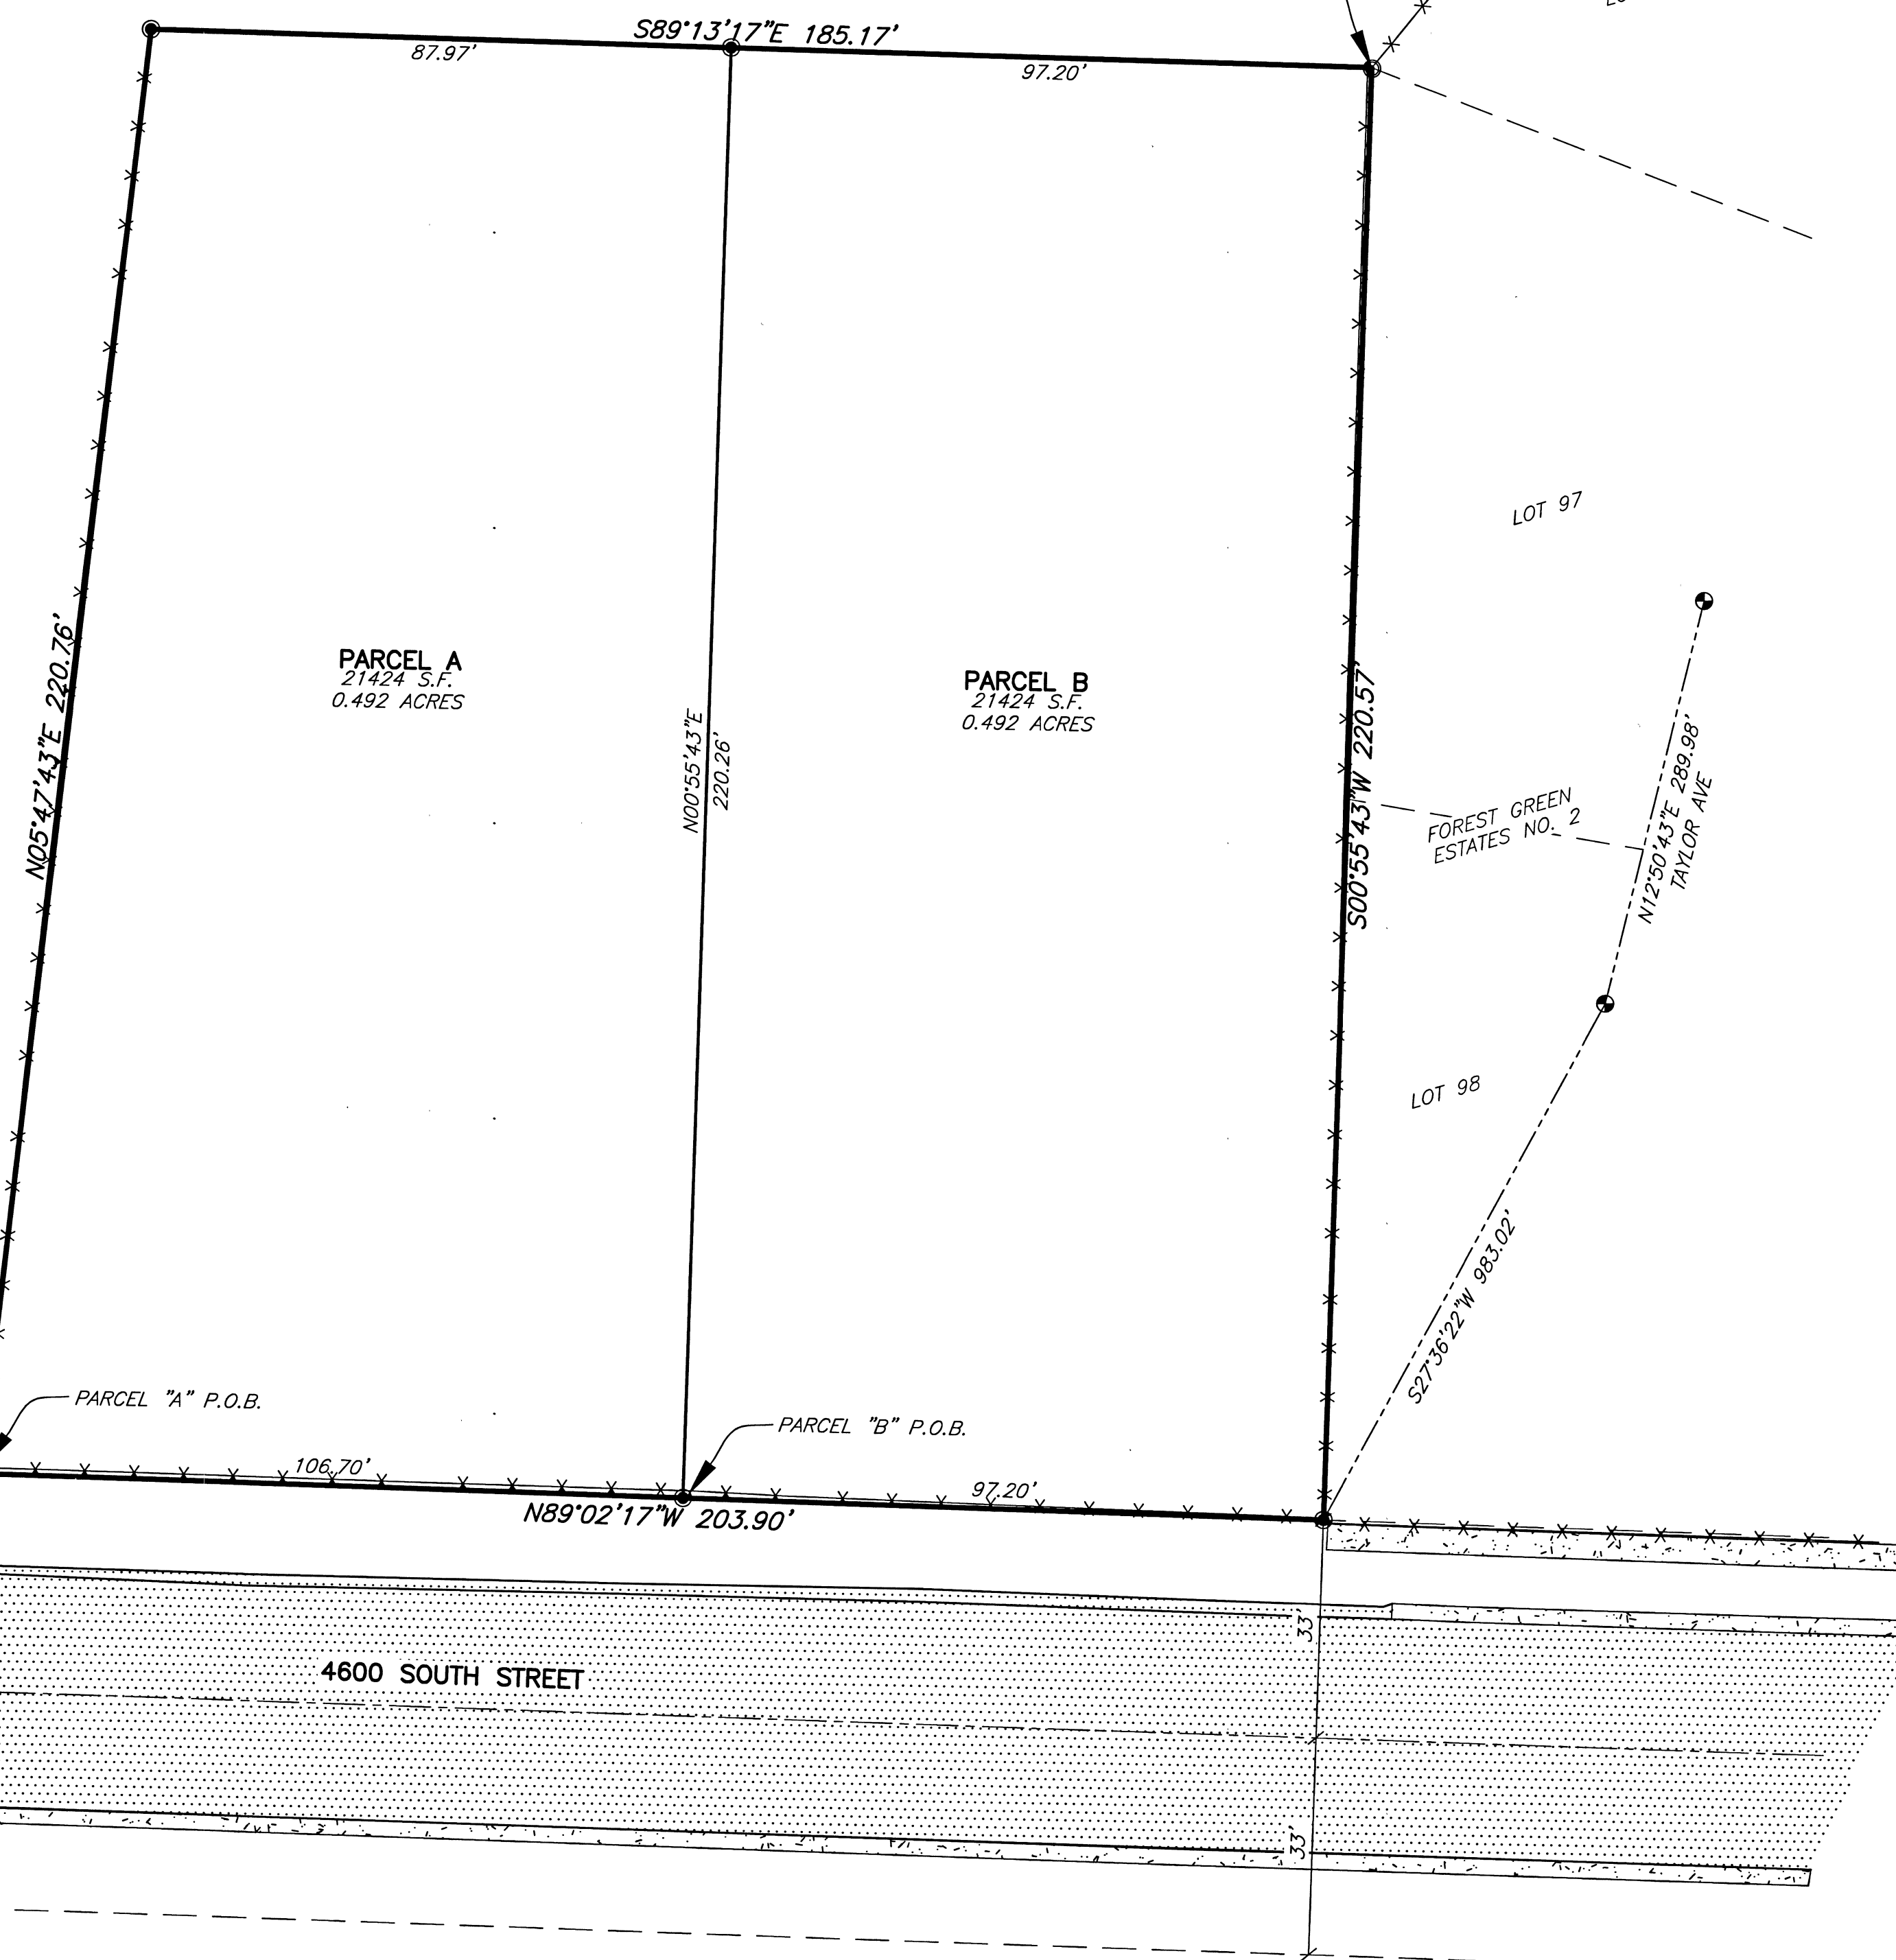 S89°13'17"E 185.17'
87.97'
97.20'
LOT 97
N05°47'43"E 220.76'
PARCEL A
21424 S.F.
0.492 ACRES
N00°55'43"E
220.26'
PARCEL B
21424 S.F.
0.492 ACRES
S00°55'43"W 220.57'
FOREST GREEN
ESTATES NO. 2
N12°50'43"E 289.98'
TAYLOR AVE
LOT 98
S27°36'22"W 983.02'
PARCEL "A" P.O.B.
PARCEL "B" P.O.B.
106.70'
97.20'
N89°02'17"W 203.90'
33'
4600 SOUTH STREET
33'